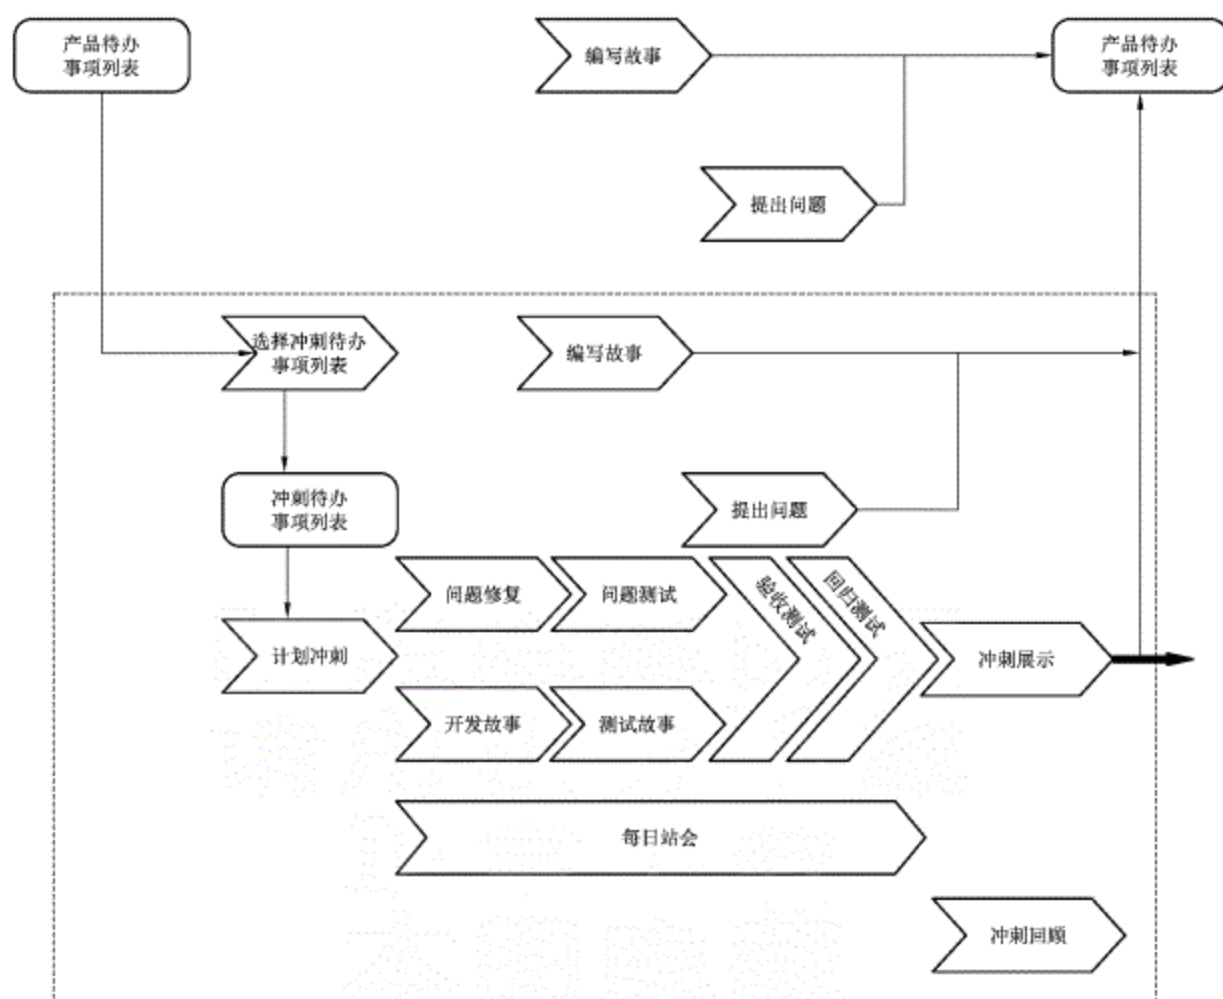 产品待办
事项列表
编写故事
产品待办
事项列表
提出问题
选择冲刺待办
事项列表
编写故事
冲刺待办
事项列表
提出问题
问题修复
问题测试
验收测试
回归测试
计划冲刺
冲刺展示
开发故事
测试故事
每日站会
冲刺回顾